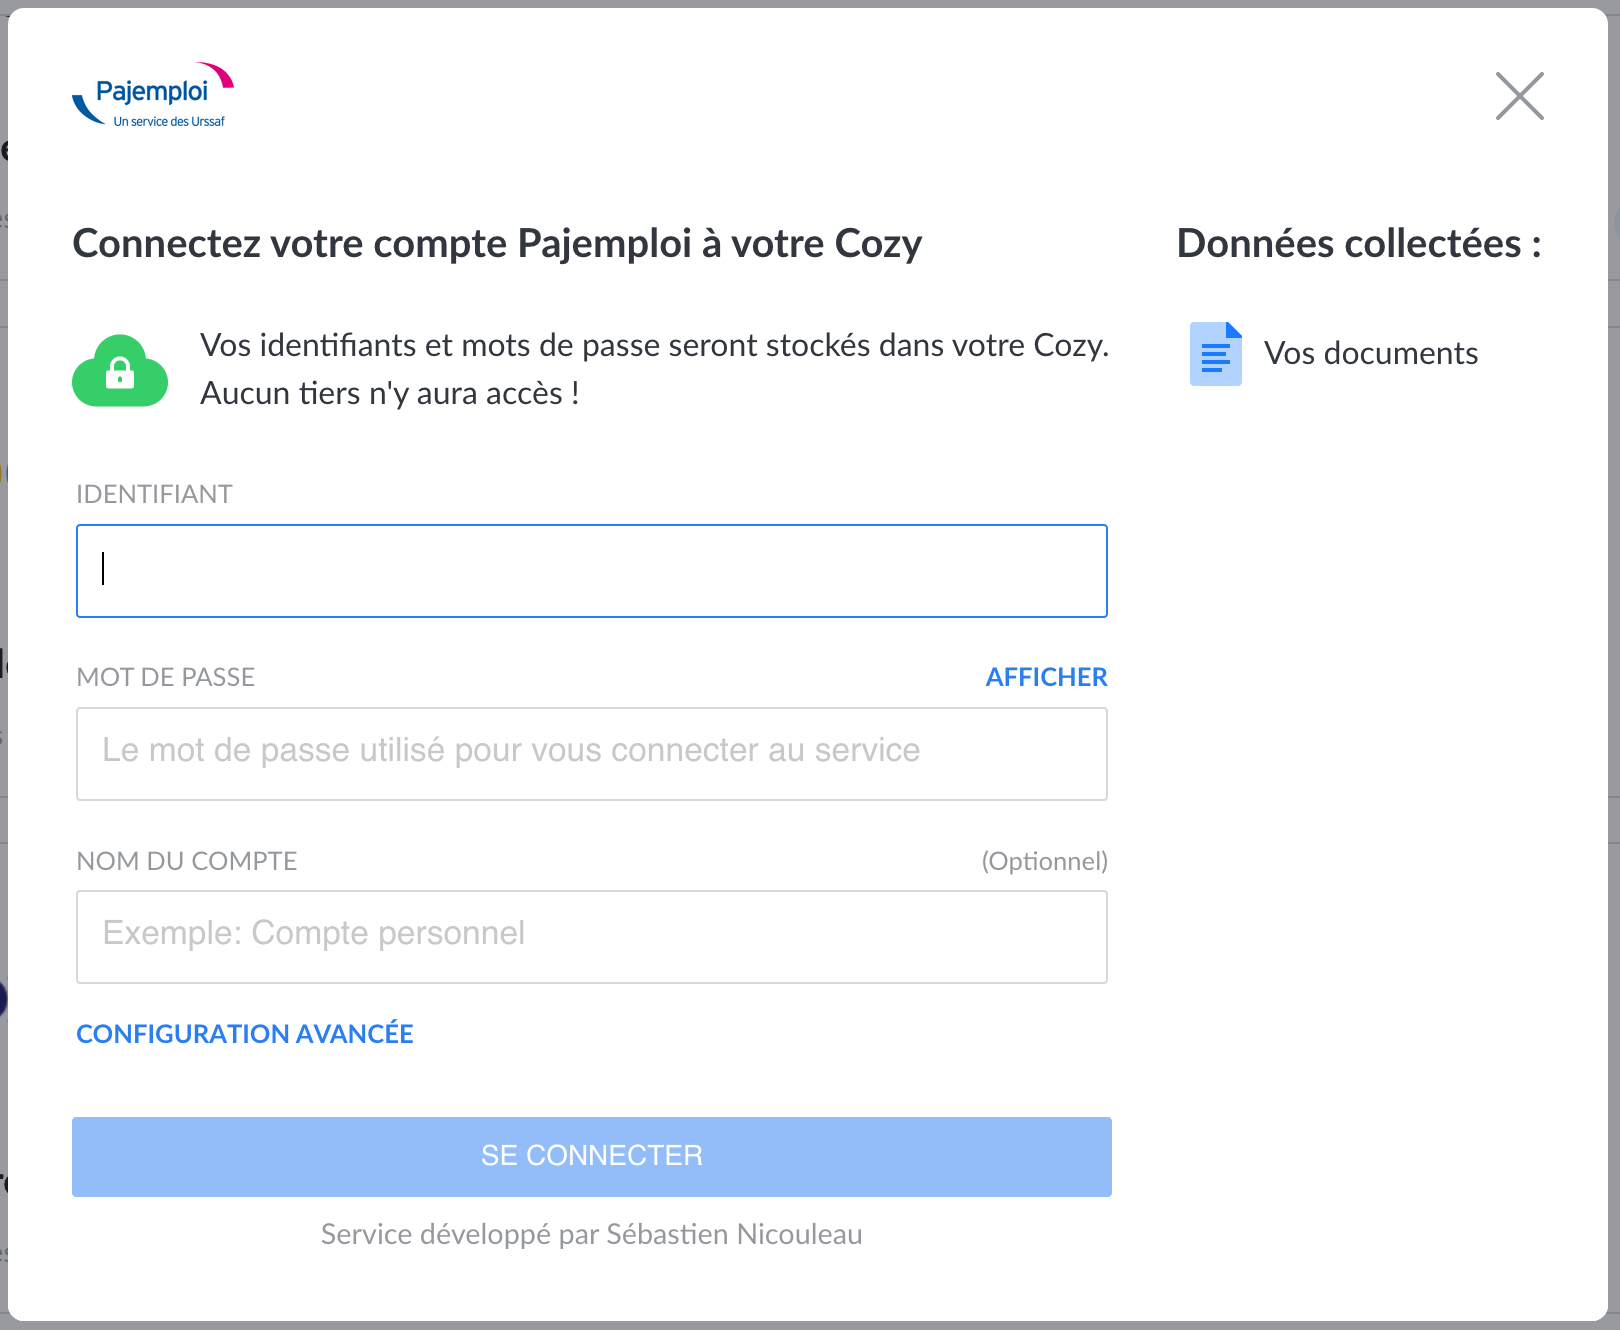 Pajemploi
Un service des Urssaf
Connectez votre compte Pajemploi à votre Cozy
Vos identifiants et mots de passe seront stockés dans votre Cozy.
Aucun tiers n'y aura accès !
IDENTIFIANT
MOT DE PASSE AFFICHER
Le mot de passe utilisé pour vous connecter au service
NOM DU COMPTE (Optionnel)
Exemple: Compte personnel
CONFIGURATION AVANCÉE
SE CONNECTER
Service développé par Sébastien Nicouleau
Données collectées :
Vos documents